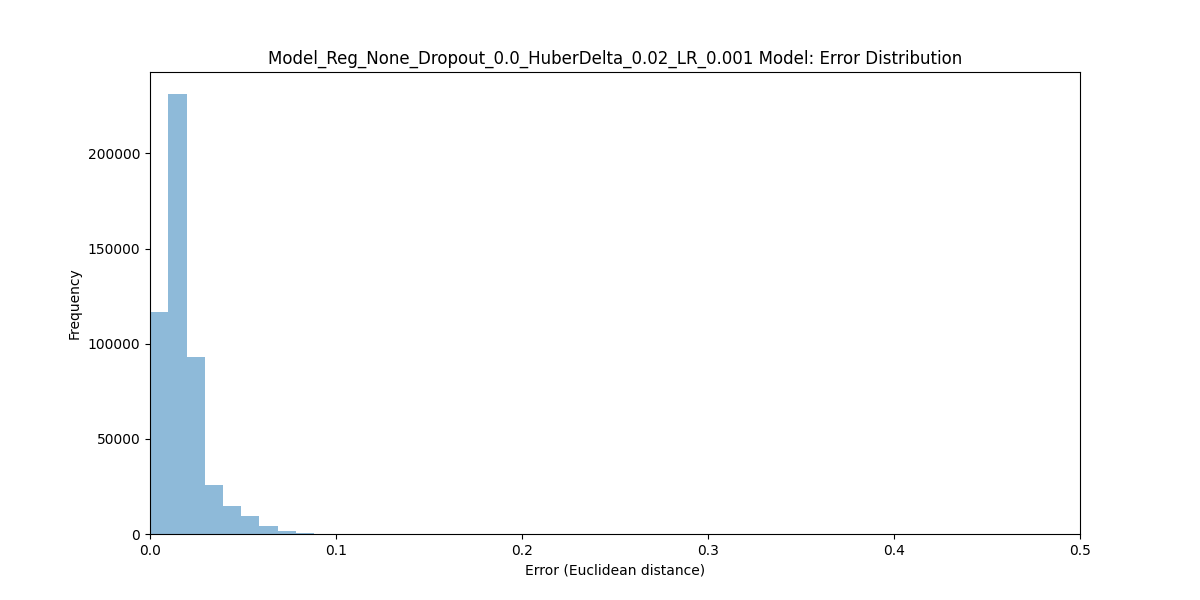 Model_Reg_None_Dropout_0.0_HuberDelta_0.02_LR_0.001 Model: Error Distribution
Frequency
200000
150000
100000
50000
0
0.0 0.1 0.2 0.3 0.4 0.5
Error (Euclidean distance)